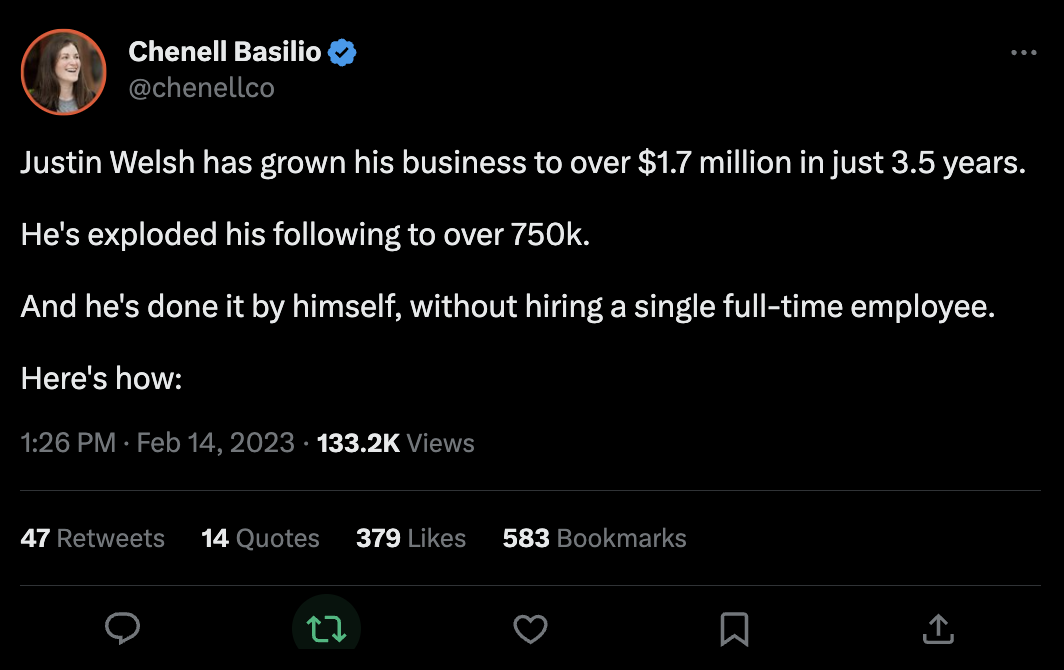 Chenell Basilio
@chenellco
Justin Welsh has grown his business to over $1.7 million in just 3.5 years.
He's exploded his following to over 750k.
And he's done it by himself, without hiring a single full-time employee.
Here's how:
1:26 PM · Feb 14, 2023 · 133.2K Views
47 Retweets 14 Quotes 379 Likes 583 Bookmarks